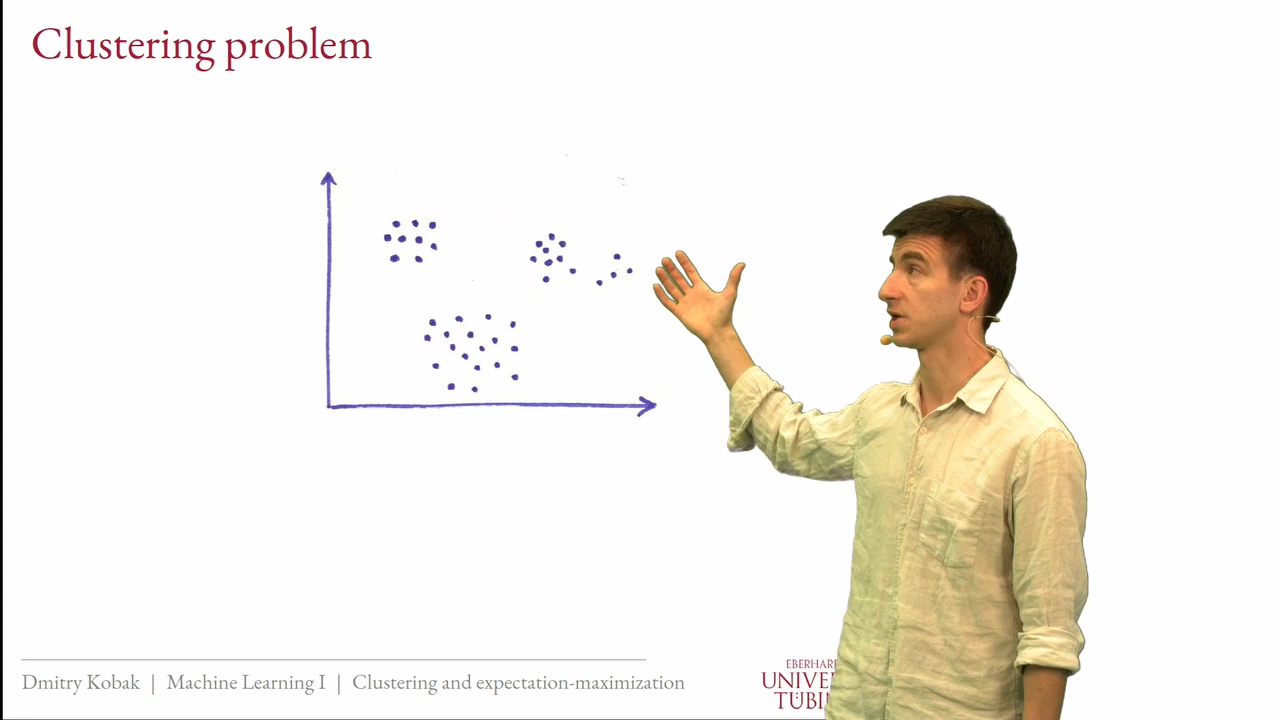 Clustering problem
Dmitry Kobak | Machine Learning I | Clustering and expectation-maximization